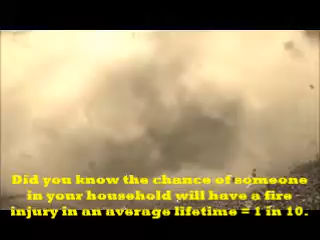 Did you know the chance of someone
in your household will have a fire
injury in an average lifetime = 1 in 10.